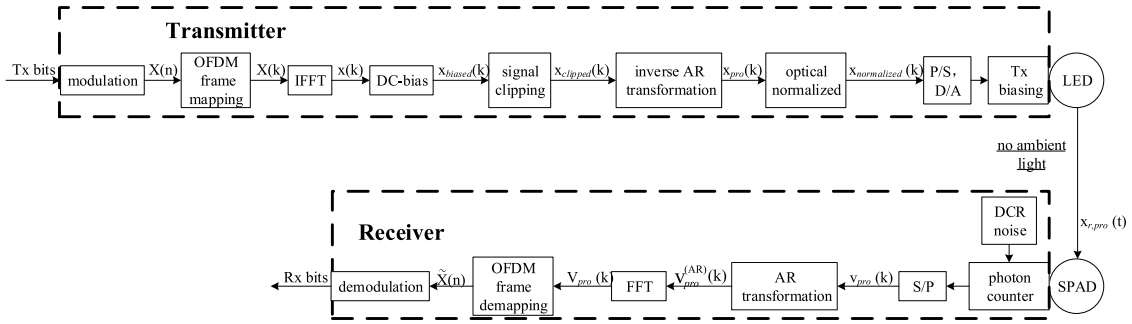 Transmitter
Tx bits
modulation
X(n)
OFDM
frame
mapping
X(k)
IFFT
x(k)
DC-bias
x_biased(k)
signal
clipping
x_clipped(k)
inverse AR
transformation
x_pro(k)
optical
normalized
x_normalized (k)
P/S,
D/A
Tx
biasing
LED
no ambient
light
x_r,pro (t)
Receiver
DCR
noise
SPAD
photon
counter
S/P
v_pro (k)
AR
transformation
v_pro^(AR)(k)
FFT
V_pro (k)
OFDM
frame
demapping
X̃(n)
demodulation
Rx bits